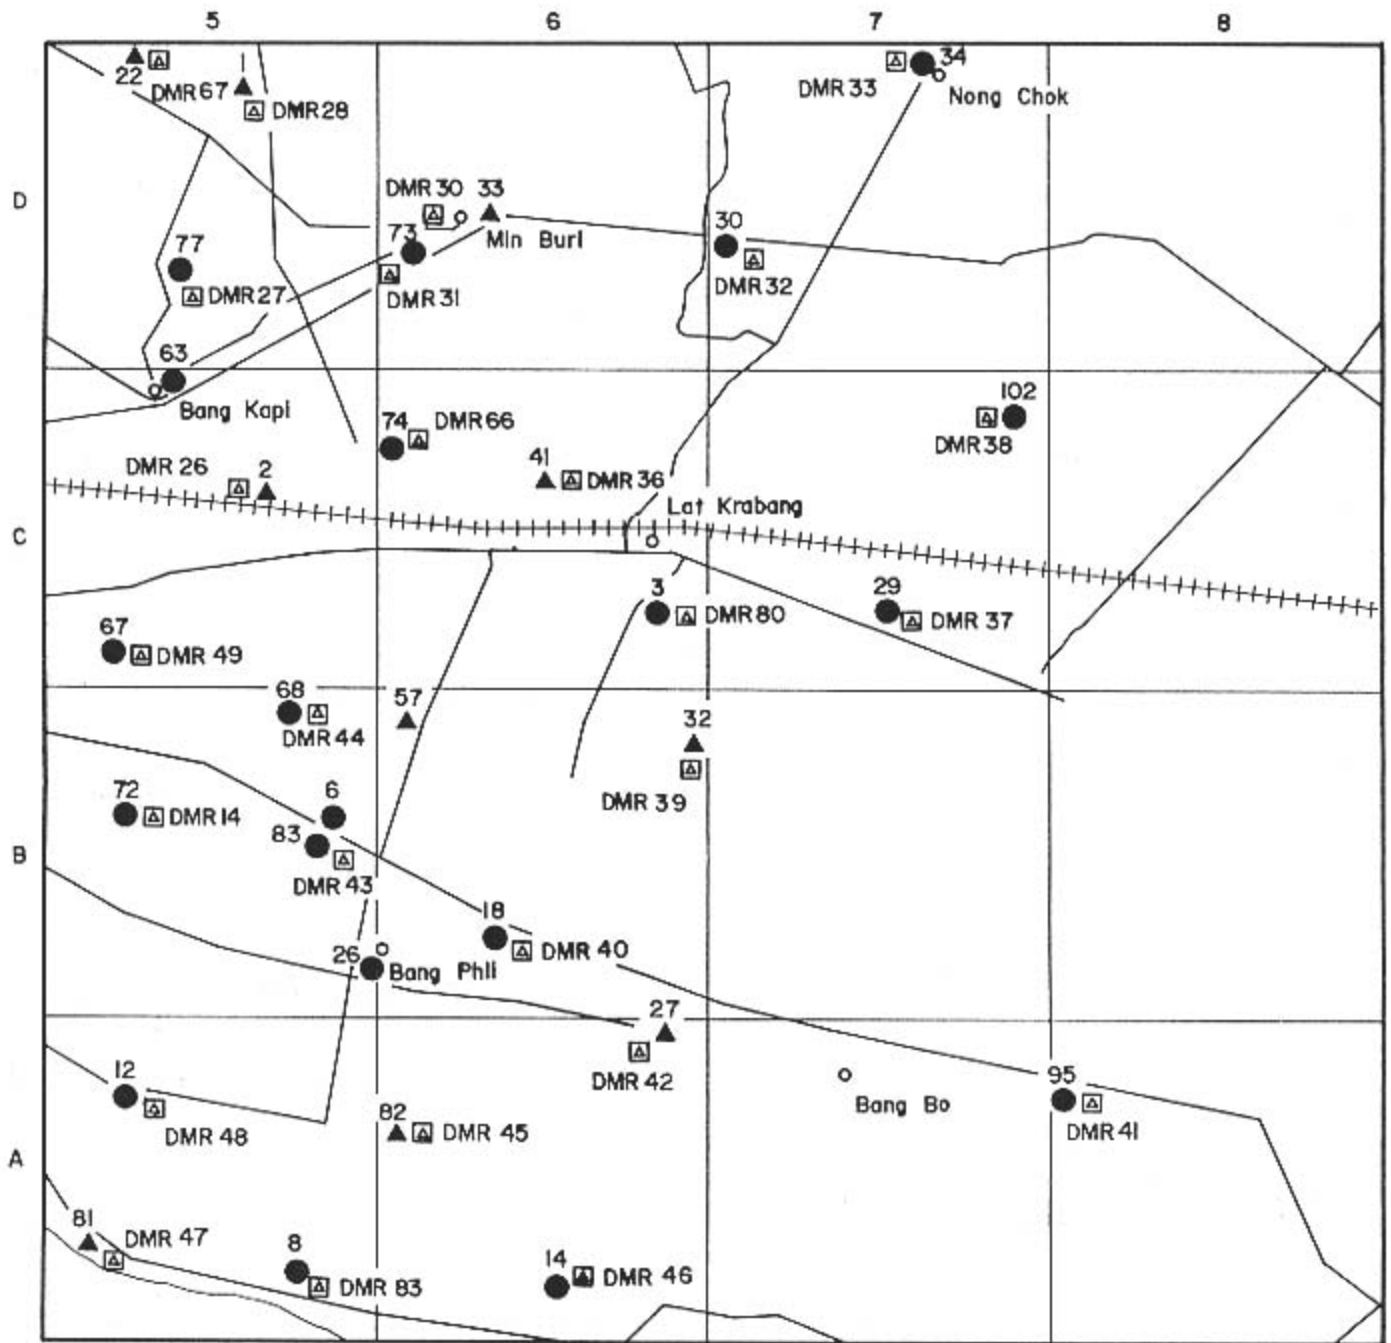 5 6 7 8
22
1
DMR 67
DMR 28
DMR 33
34
Nong Chok
D
DMR 30
33
73
Min Buri
30
77
DMR 27
DMR 31
DMR 32
63
Bang Kapi
74
DMR 66
102
DMR 38
DMR 26
2
41
DMR 36
Lat Krabang
C
3
DMR 80
29
DMR 37
67
DMR 49
68
57
DMR 44
32
DMR 39
72
DMR 14
6
B
83
DMR 43
18
DMR 40
26
Bang Phli
27
DMR 42
12
95
Bang Bo
DMR 48
82
DMR 45
DMR 41
A
81
DMR 47
8
DMR 83
14
DMR 46